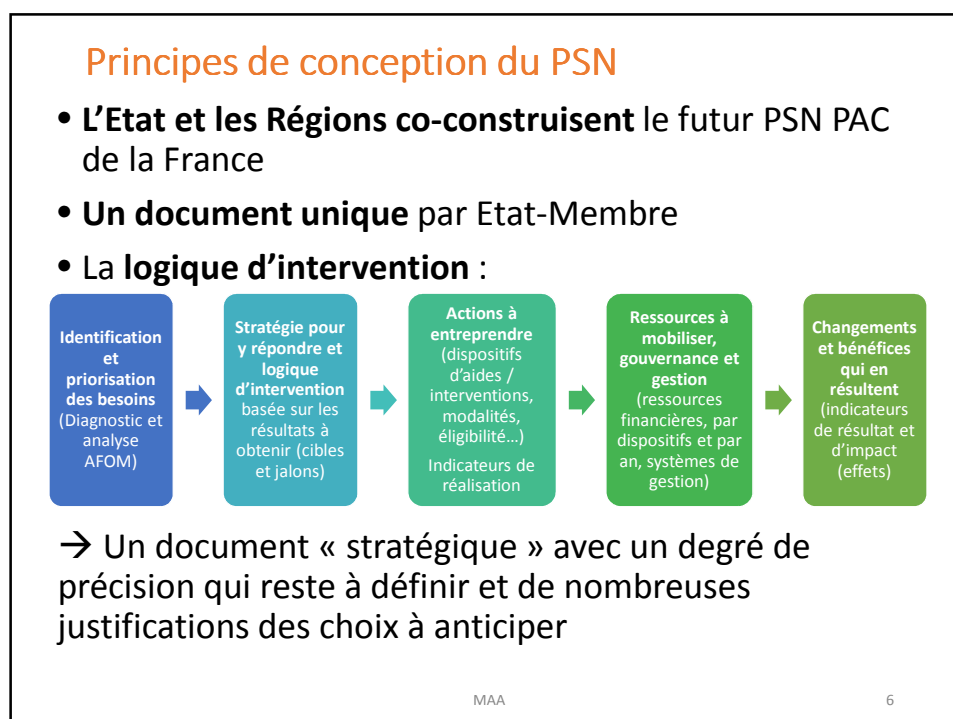 Principes de conception du PSN
• L'Etat et les Régions co-construisent le futur PSN PAC
de la France
• Un document unique par Etat-Membre
• La logique d'intervention :
Identification
et
priorisation
des besoins
(Diagnostic et
analyse
AFOM)
Stratégie pour
y répondre et
logique
d'intervention
basée sur les
résultats à
obtenir (cibles
et jalons)
Actions à
entreprendre
(dispositifs
d'aides /
interventions,
modalités,
éligibilité…)
Indicateurs de
réalisation
Ressources à
mobiliser,
gouvernance et
gestion
(ressources
financières, par
dispositifs et par
an, systèmes de
gestion)
Changements
et bénéfices
qui en
résultent
(indicateurs
de résultat et
d'impact
(effets)
→ Un document « stratégique » avec un degré de
précision qui reste à définir et de nombreuses
justifications des choix à anticiper
MAA
6